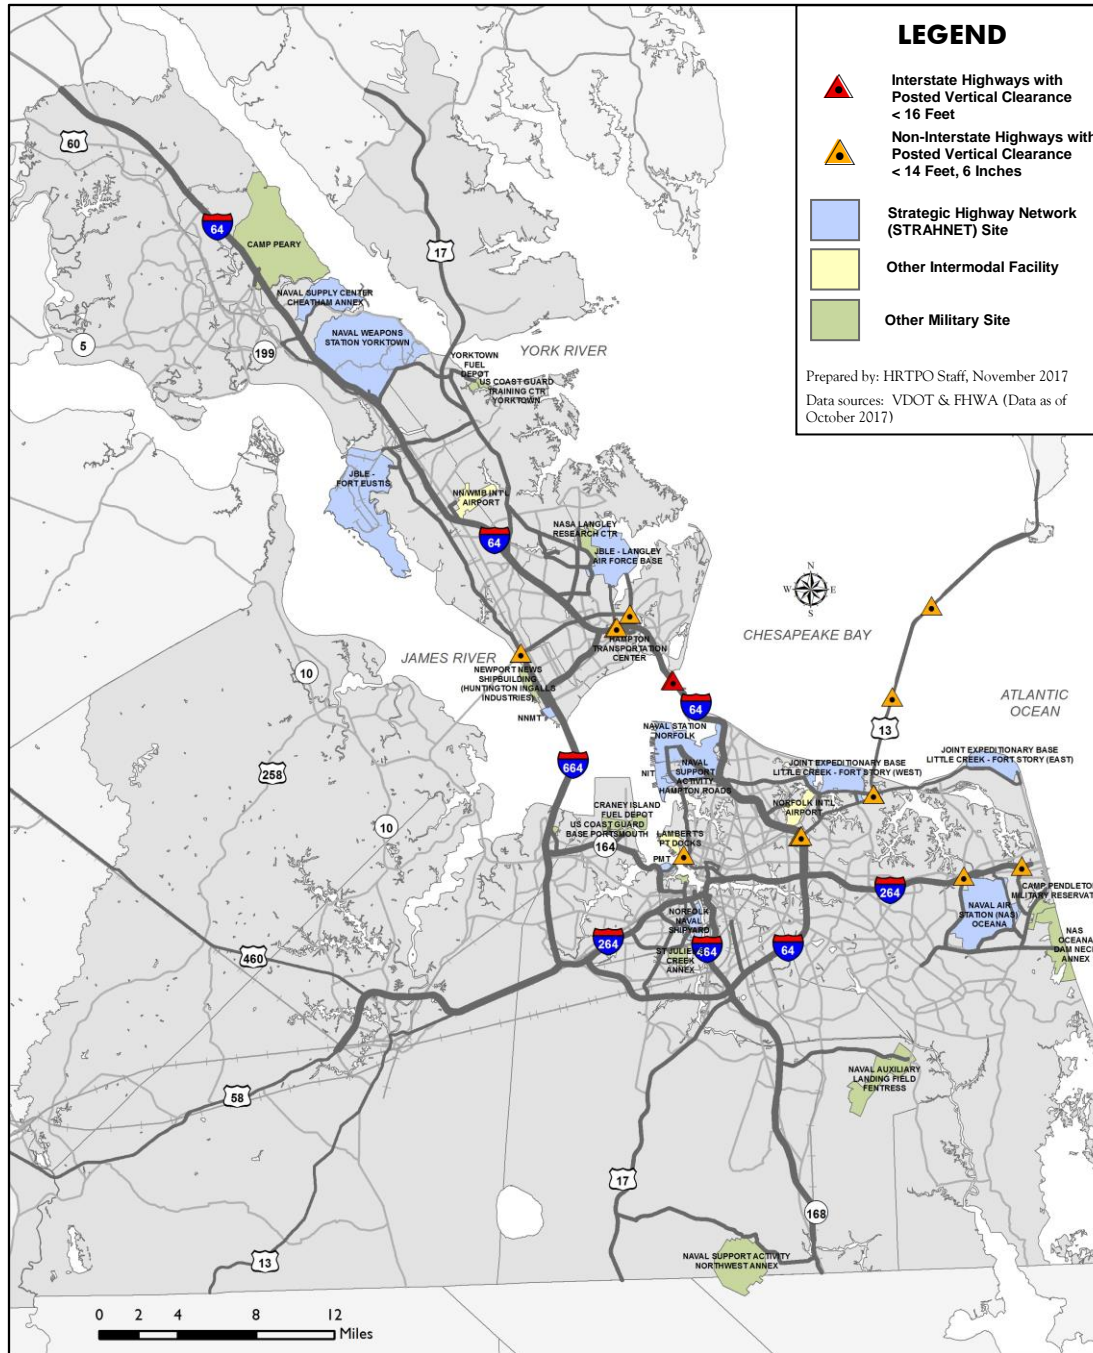 LEGEND
Interstate Highways with
Posted Vertical Clearance
< 16 Feet
Non-Interstate Highways with
Posted Vertical Clearance
< 14 Feet, 6 Inches
Strategic Highway Network
(STRAHNET) Site
Other Intermodal Facility
Other Military Site
Prepared by: HRTPO Staff, November 2017
Data sources: VDOT & FHWA (Data as of
October 2017)
60
64
CAMP PEARY
17
NAVAL SUPPLY CENTER
CHEATHAM ANNEX
NAVAL WEAPONS
STATION YORKTOWN
5
199
YORK RIVER
YORKTOWN
FUEL
DEPOT
US COAST GUARD
TRAINING CTR
YORKTOWN
JBLE -
FORT EUSTIS
NN/WMB INT'L
AIRPORT
64
NASA LANGLEY
RESEARCH CTR
JBLE - LANGLEY
AIR FORCE BASE
N
W
E
S
CHESAPEAKE BAY
HAMPTON
TRANSPORTATION
CENTER
JAMES RIVER
10
NEWPORT NEWS
SHIPBUILDING
(HUNTINGTON INGALLS
INDUSTRIES)
NNMT
64
ATLANTIC
OCEAN
13
NAVAL STATION
NORFOLK
258
664
NIT
NAVAL
SUPPORT
ACTIVITY
HAMPTON ROADS
JOINT EXPEDITIONARY BASE
LITTLE CREEK - FORT STORY (WEST)
JOINT EXPEDITIONARY BASE
LITTLE CREEK - FORT STORY (EAST)
NORFOLK INT'L
AIRPORT
10
CRANEY ISLAND
FUEL DEPOT
US COAST GUARD
BASE PORTSMOUTH
164
LAMBERTS
PT DOCKS
PMT
264
CAMP PENDLETON
MILITARY RESERVAT
NAVAL AIR
STATION (NAS)
OCEANA
NORFOLK
NAVAL
SHIPYARD
264
464
64
NAS
OCEANA
DAM NECK
ANNEX
460
ST JULIENS
CREEK
ANNEX
58
NAVAL AUXILIARY
LANDING FIELD
FENTRESS
17
168
13
NAVAL SUPPORT ACTIVITY
NORTHWEST ANNEX
0 2 4 8 12
Miles